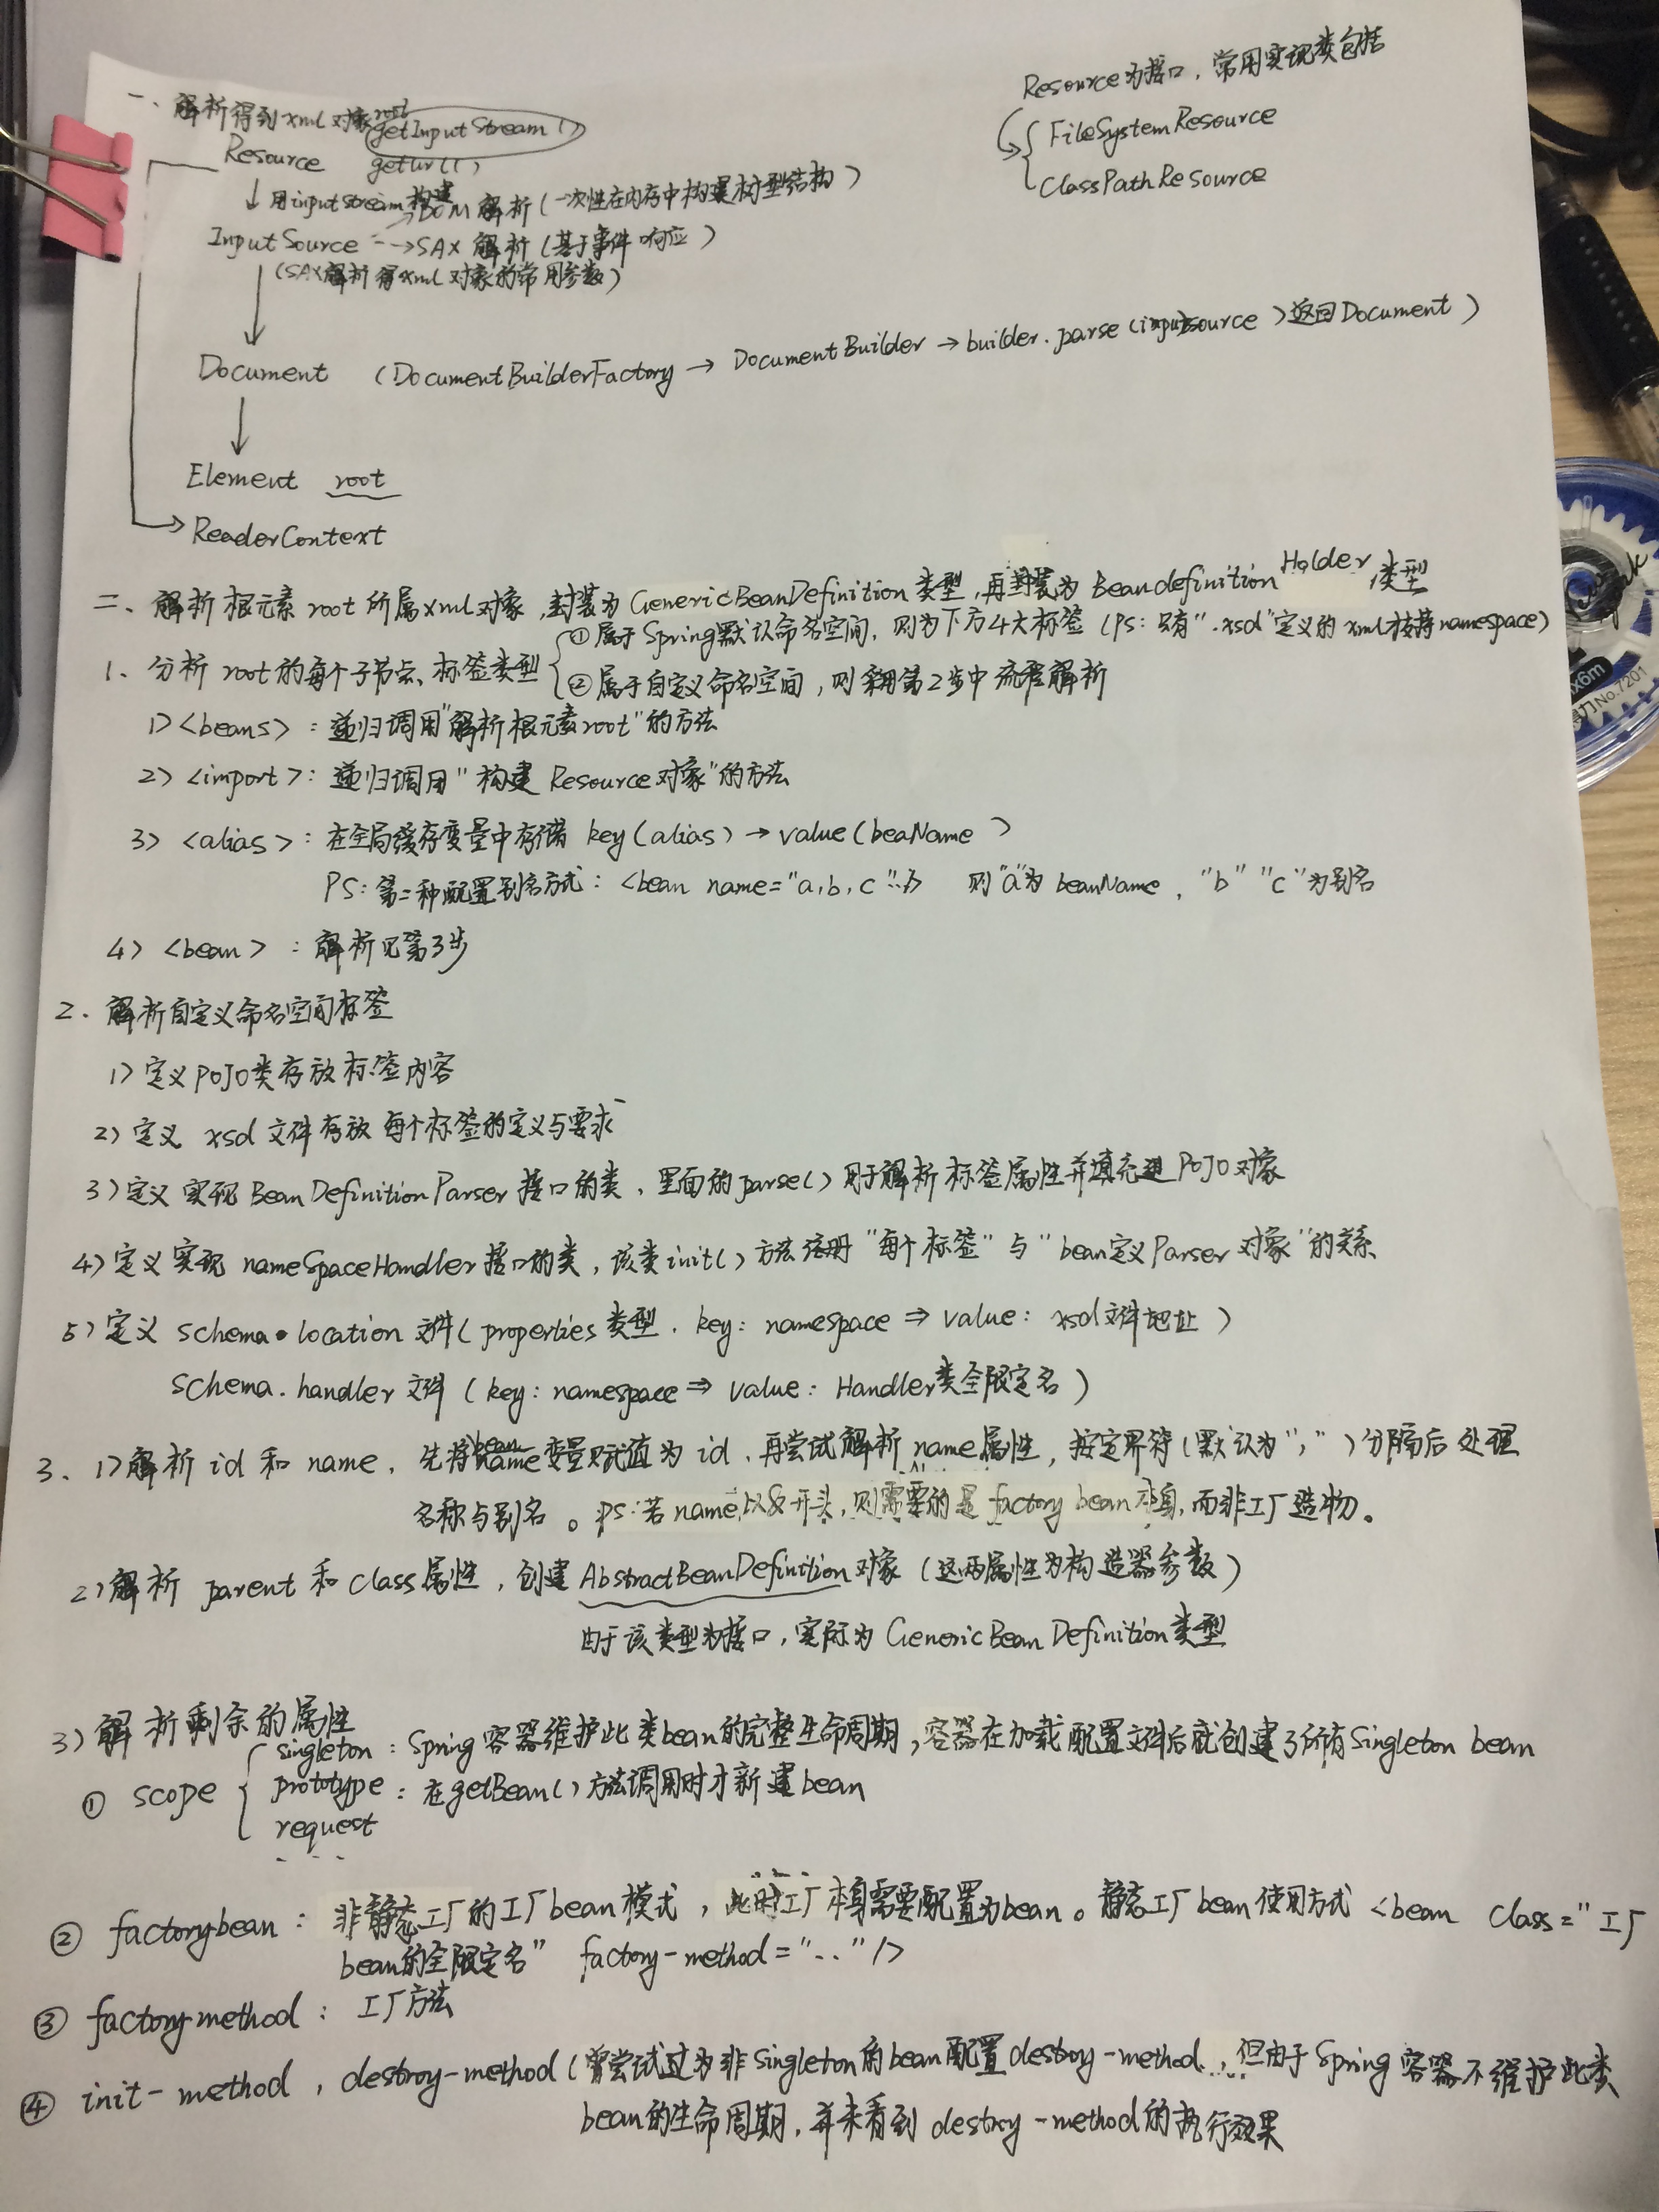 Resource为接口，常用实现类包括
FileSystemResource
ClassPathResource
一、解析得到xml对象root
getInputStream()
Resource geturl()
用inputstream构建
DOM 解析(一次性在内存中构建树型结构)
InputSource → SAX 解析(基于事件响应)
(SAX解析得xml对象的常用参数)
Document (DocumentBuilderFactory → DocumentBuilder → builder.parse(inputsource)返回Document)
Element root
ReaderContext
二、解析根元素root所属xml对象,封装为GenericBeanDefinition类型,再封装为BeandefinitionHolder类型
①属于Spring默认命名空间,则为下方4大标签(PS:只有".xsd"定义的xml支持namespace)
1、分析root的每个子节点、标签类型
②属于自定义命名空间,则采用第2步中流程解析
1)<beans>:递归调用"解析根元素root"的方法
2)<import>:递归调用"构建Resource对象"的方法
3)<alias>:在全局缓存变量中存储 key(alias)→value(beaName)
PS:第二种配置别名方式:<bean name="a,b,c"../> 则"a"为beanName,"b" "c"为别名
4)<bean>:解析见第3步
2、解析自定义命名空间标签
1)定义POJO类存放标签内容
2)定义 xsd文件存放每个标签的定义与要求
3)定义实现BeanDefinitionParser接口的类,里面的parse()用于解析标签属性并填充进POJO对象
4)定义实现nameSpaceHandler接口的类,该类init()方法注册"每个标签"与"bean定义Parser对象"的关系
5)定义 schema.location 文件(properties类型. key:namespace⇒value:xsd文件地址)
schema.handler文件(key:namespace⇒value:Handler类全限定名)
3、1)解析id和name,先将beanname变量赋值为id,再尝试解析name属性,按定界符(默认为",")分隔后处理
名称与别名。ps:若name以&开头,则需要的是factory bean本身,而非工厂造物。
2)解析parent和class属性,创建AbstractBeanDefinition对象(这两属性为构造器参数)
由于该类型为接口,实际为GenericBeanDefinition类型
3)解析剩余的属性
singleton:Spring容器维护此类bean的完整生命周期,容器在加载配置文件后就创建了所有Singleton bean
① scope prototype:在getBean()方法调用时才新建bean
request
....
② factorybean:非静态工厂的工厂bean模式,此时工厂本身需要配置为bean。静态工厂bean使用方式<bean class="工厂
bean的全限定名" factory-method=".." />
③ factory-method:工厂方法
④ init-method,destroy-method(曾尝试过为非Singleton的bean配置destroy-method,但由于Spring容器不维护此类
bean的生命周期,并未看到destroy-method的执行效果